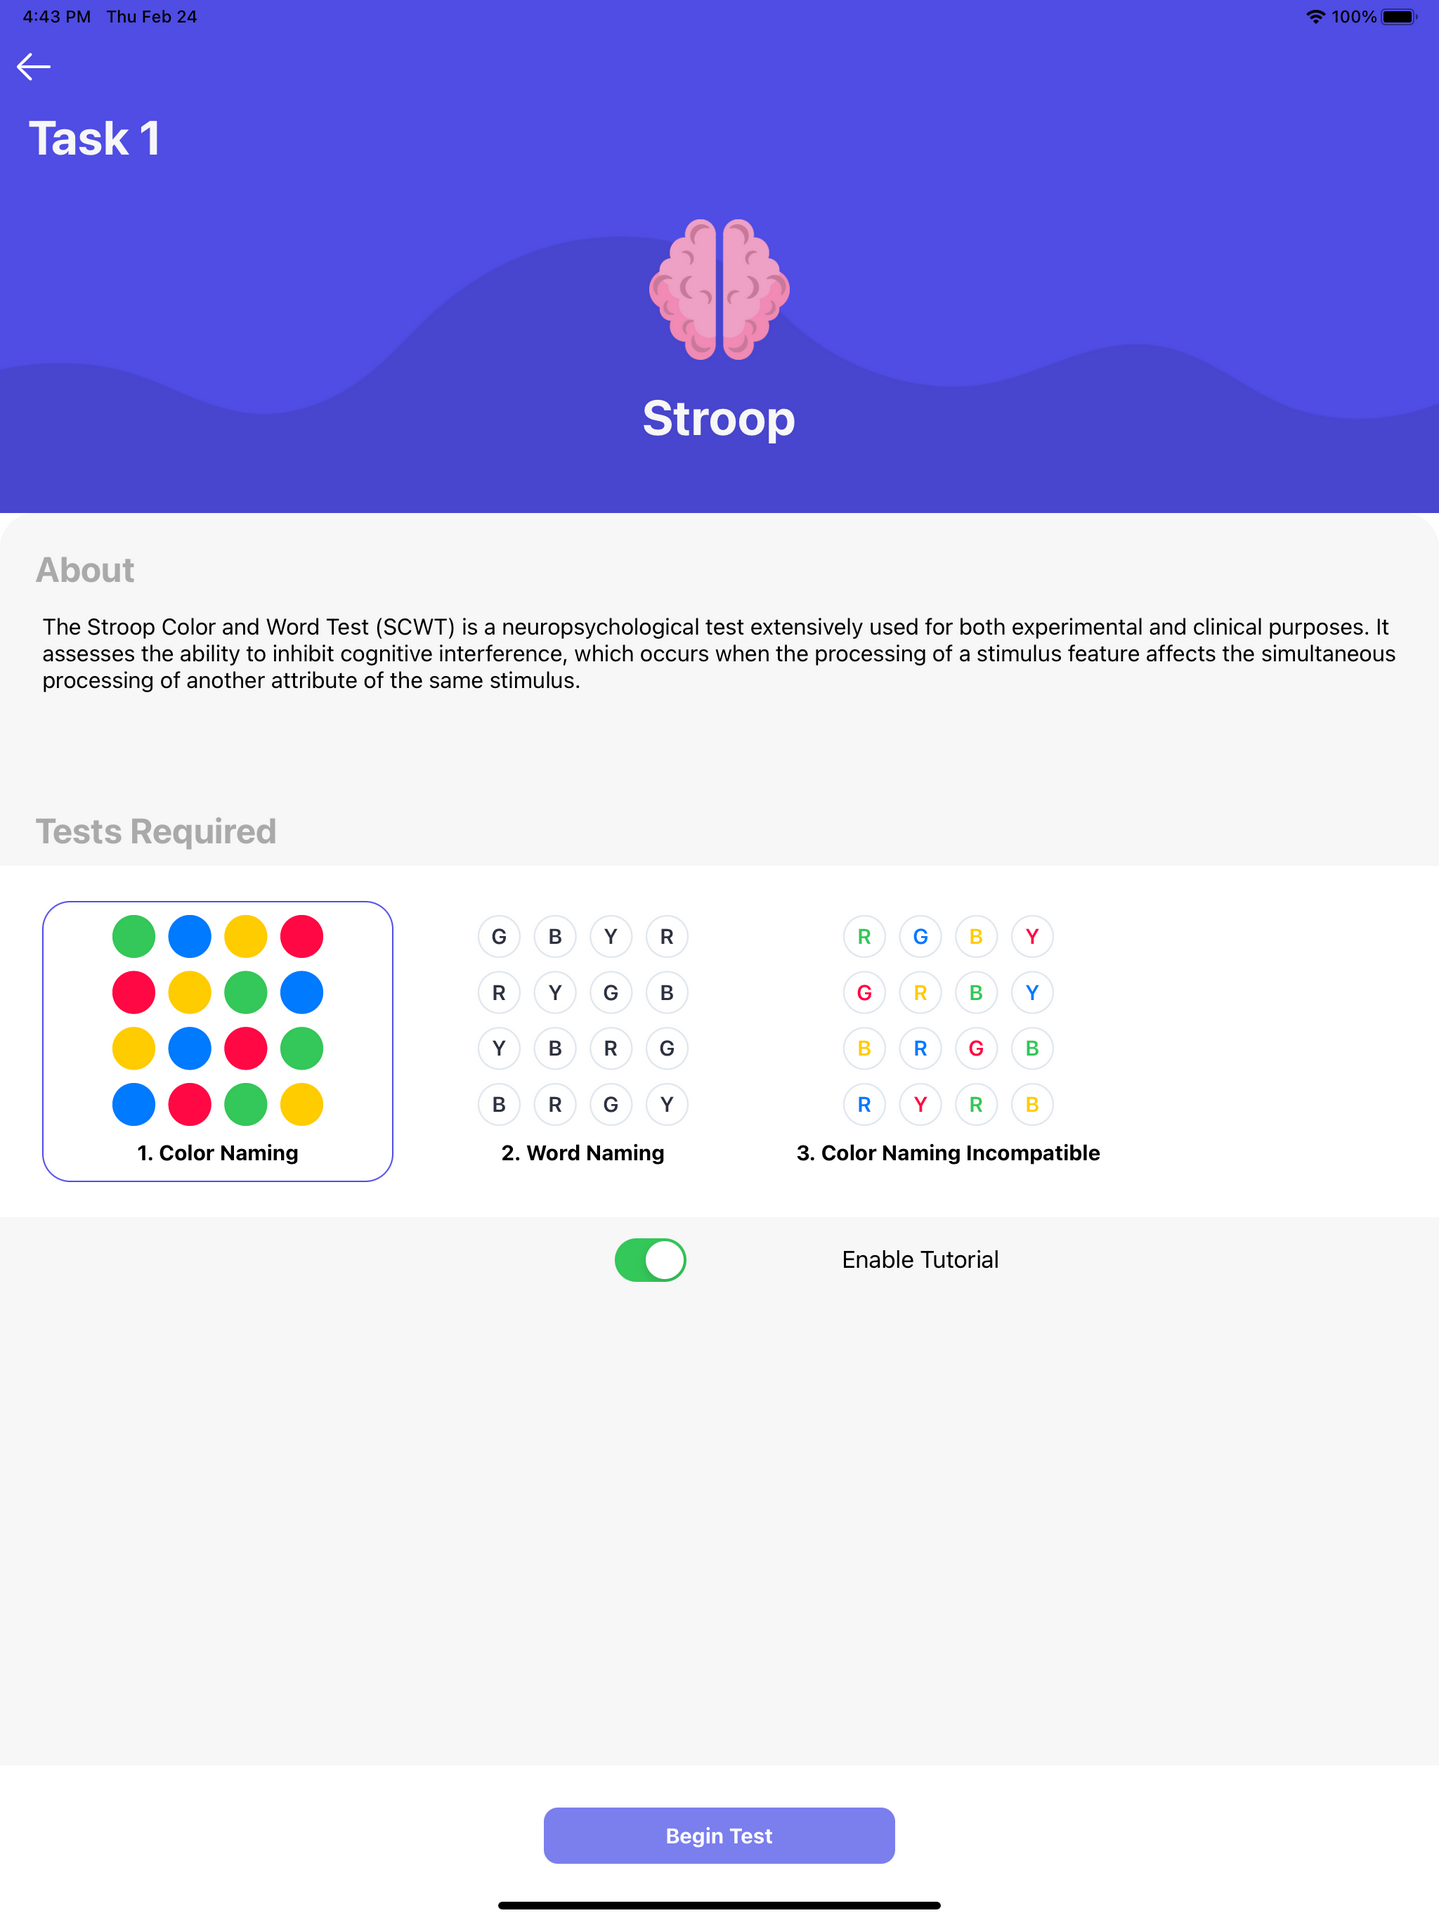 4:43 PM Thu Feb 24 100%
Task 1
Stroop
About
The Stroop Color and Word Test (SCWT) is a neuropsychological test extensively used for both experimental and clinical purposes. It
assesses the ability to inhibit cognitive interference, which occurs when the processing of a stimulus feature affects the simultaneous
processing of another attribute of the same stimulus.
Tests Required
G B Y R
R Y G B
Y B R G
B R G Y
R G B Y
G R B Y
B R G B
R Y R B
1. Color Naming
2. Word Naming
3. Color Naming Incompatible
Enable Tutorial
Begin Test